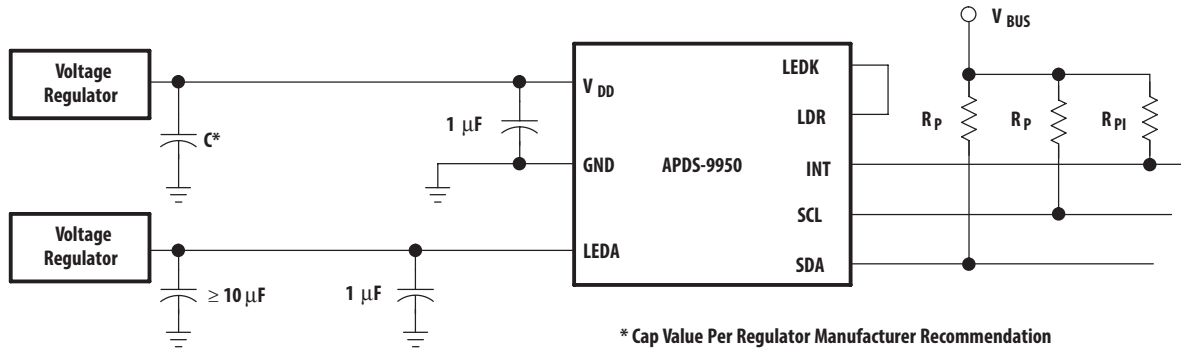 V BUS
Voltage
Regulator
V DD
LEDK
LDR
C*
1 μF
R P
R P
R PI
GND
APDS-9950
INT
SCL
Voltage
Regulator
LEDA
SDA
≥ 10 μF
1 μF
* Cap Value Per Regulator Manufacturer Recommendation